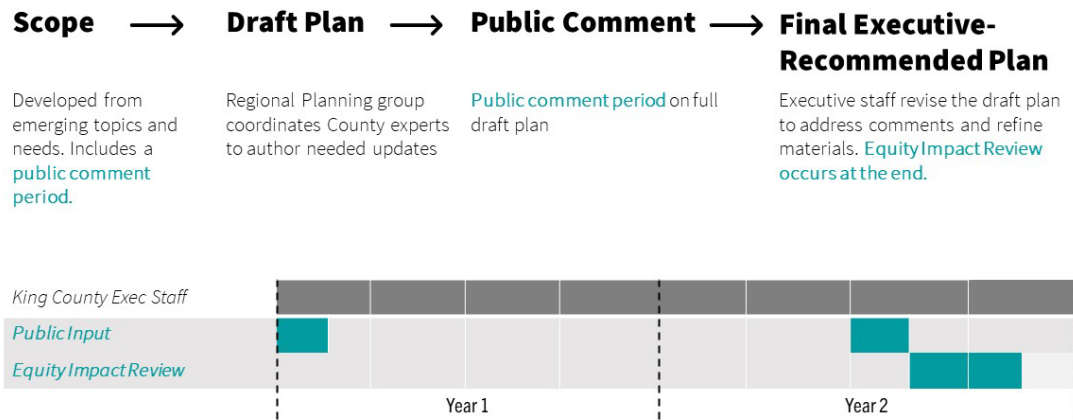 Scope → Draft Plan → Public Comment → Final Executive-
Recommended Plan
Developed from
emerging topics and
needs. Includes a
public comment
period.
Regional Planning group
coordinates County experts
to author needed updates
Public comment period on full
draft plan
Executive staff revise the draft plan
to address comments and refine
materials. Equity Impact Review
occurs at the end.
King County Exec Staff
Public Input
Equity Impact Review
Year 1
Year 2